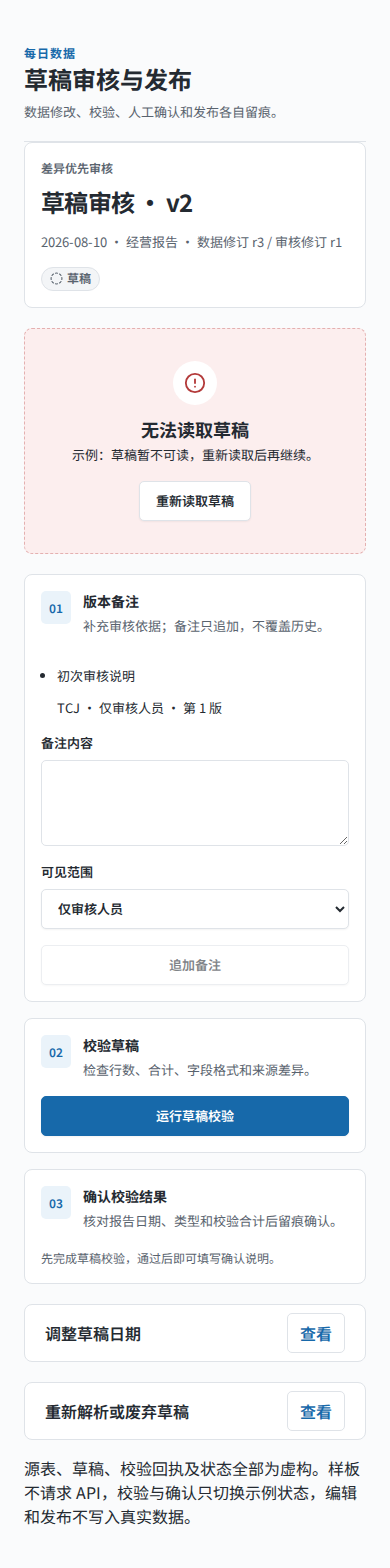 每日数据
草稿审核与发布
数据修改、校验、人工确认和发布各自留痕。
差异优先审核
草稿审核 · v2
2026-08-10 · 经营报告 · 数据修订 r3 / 审核修订 r1
草稿
无法读取草稿
示例：草稿暂不可读，重新读取后再继续。
重新读取草稿
01
版本备注
补充审核依据；备注只追加，不覆盖历史。
初次审核说明
TCJ · 仅审核人员 · 第 1 版
备注内容
可见范围
仅审核人员
追加备注
02
校验草稿
检查行数、合计、字段格式和来源差异。
运行草稿校验
03
确认校验结果
核对报告日期、类型和校验合计后留痕确认。
先完成草稿校验，通过后即可填写确认说明。
调整草稿日期
查看
重新解析或废弃草稿
查看
源表、草稿、校验回执及状态全部为虚构。样板
不请求 API，校验与确认只切换示例状态，编辑
和发布不写入真实数据。